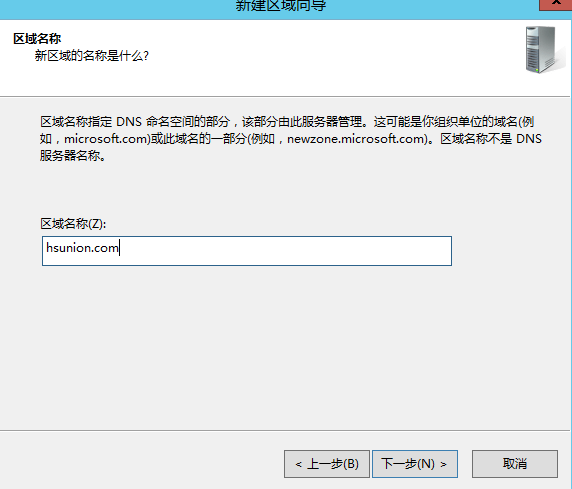 新建区域向导
区域名称
新区域的名称是什么?
区域名称指定 DNS 命名空间的部分，该部分由此服务器管理。这可能是你组织单位的域名(例
如，microsoft.com)或此域名的一部分(例如，newzone.microsoft.com)。区域名称不是 DNS
服务器名称。
区域名称(Z):
hsunion.com
< 上一步(B) 下一步(N) > 取消